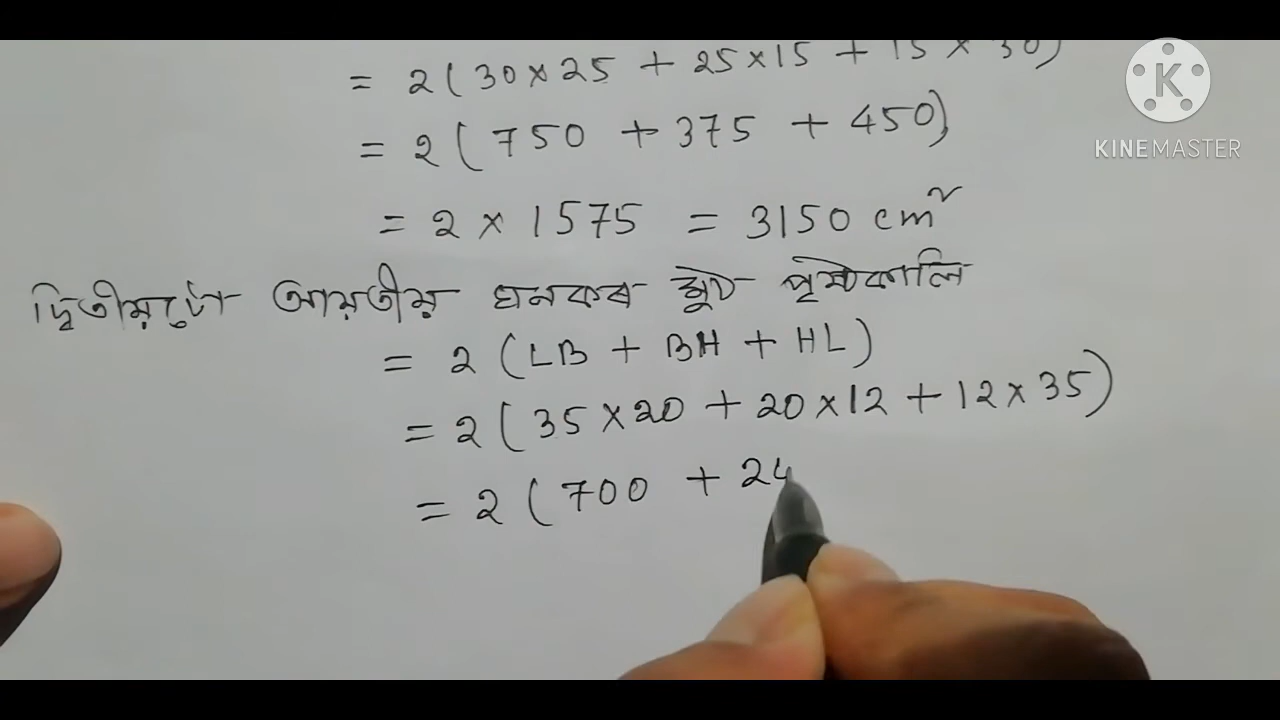 = 2(30×25 + 25×15 + 15×30)
= 2(750 + 375 + 450)
= 2 × 1575 = 3150 cm²
দ্বিতীয়টো আয়তীয় ঘনকৰ মুঠ পৃষ্ঠকালি
= 2(LB + BH + HL)
= 2(35×20 + 20×12 + 12×35)
= 2(700 + 24
KINEMASTER